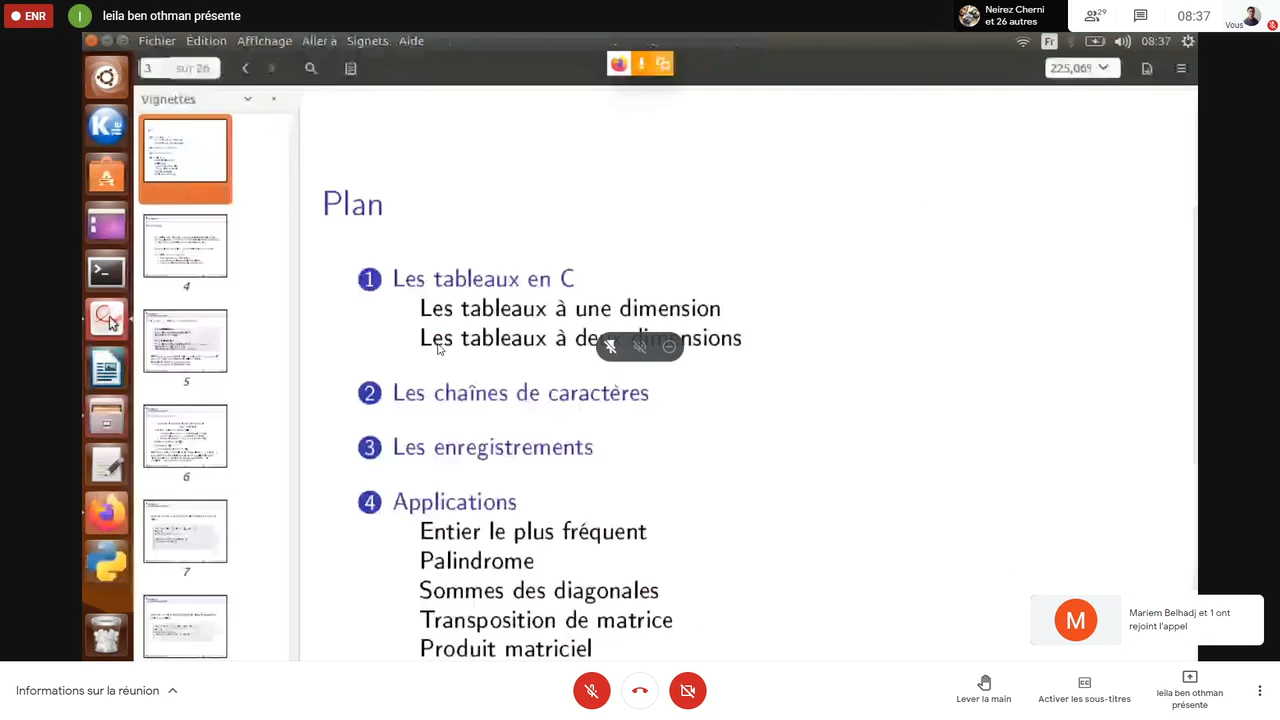 ENR
I
leila ben othman présente
Neirez Cherni
et 26 autres
29
08:37
Vous
Fichier Edition Affichage Aller à Signets Aide
Fr
08:37
3 sur 26
225,06%
Vignettes
4
5
6
7
Plan
1 Les tableaux en C
Les tableaux à une dimension
Les tableaux à de dimensions
2 Les chaînes de caractères
3 Les enregistrements
4 Applications
Entier le plus fréquent
Palindrome
Sommes des diagonales
Transposition de matrice
Produit matriciel
M
Mariem Belhadj et 1 ont
rejoint l'appel
Informations sur la réunion
Lever la main
Activer les sous-titres
leila ben othman
présente